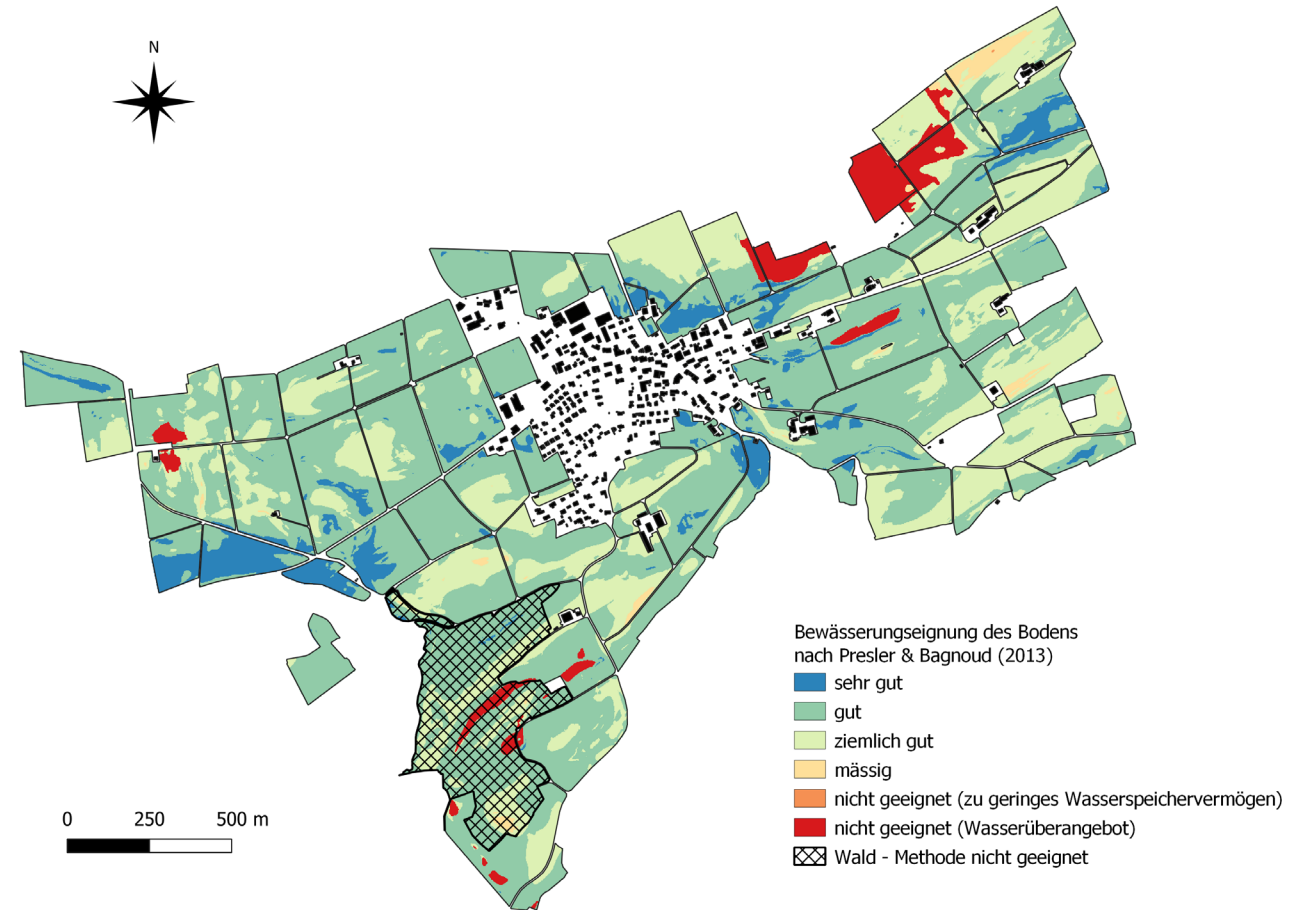 N
Bewässerungseignung des Bodens
nach Presler & Bagnoud (2013)
sehr gut
gut
ziemlich gut
mässig
nicht geeignet (zu geringes Wasserspeichervermögen)
nicht geeignet (Wasserüberangebot)
Wald - Methode nicht geeignet
0 250 500 m